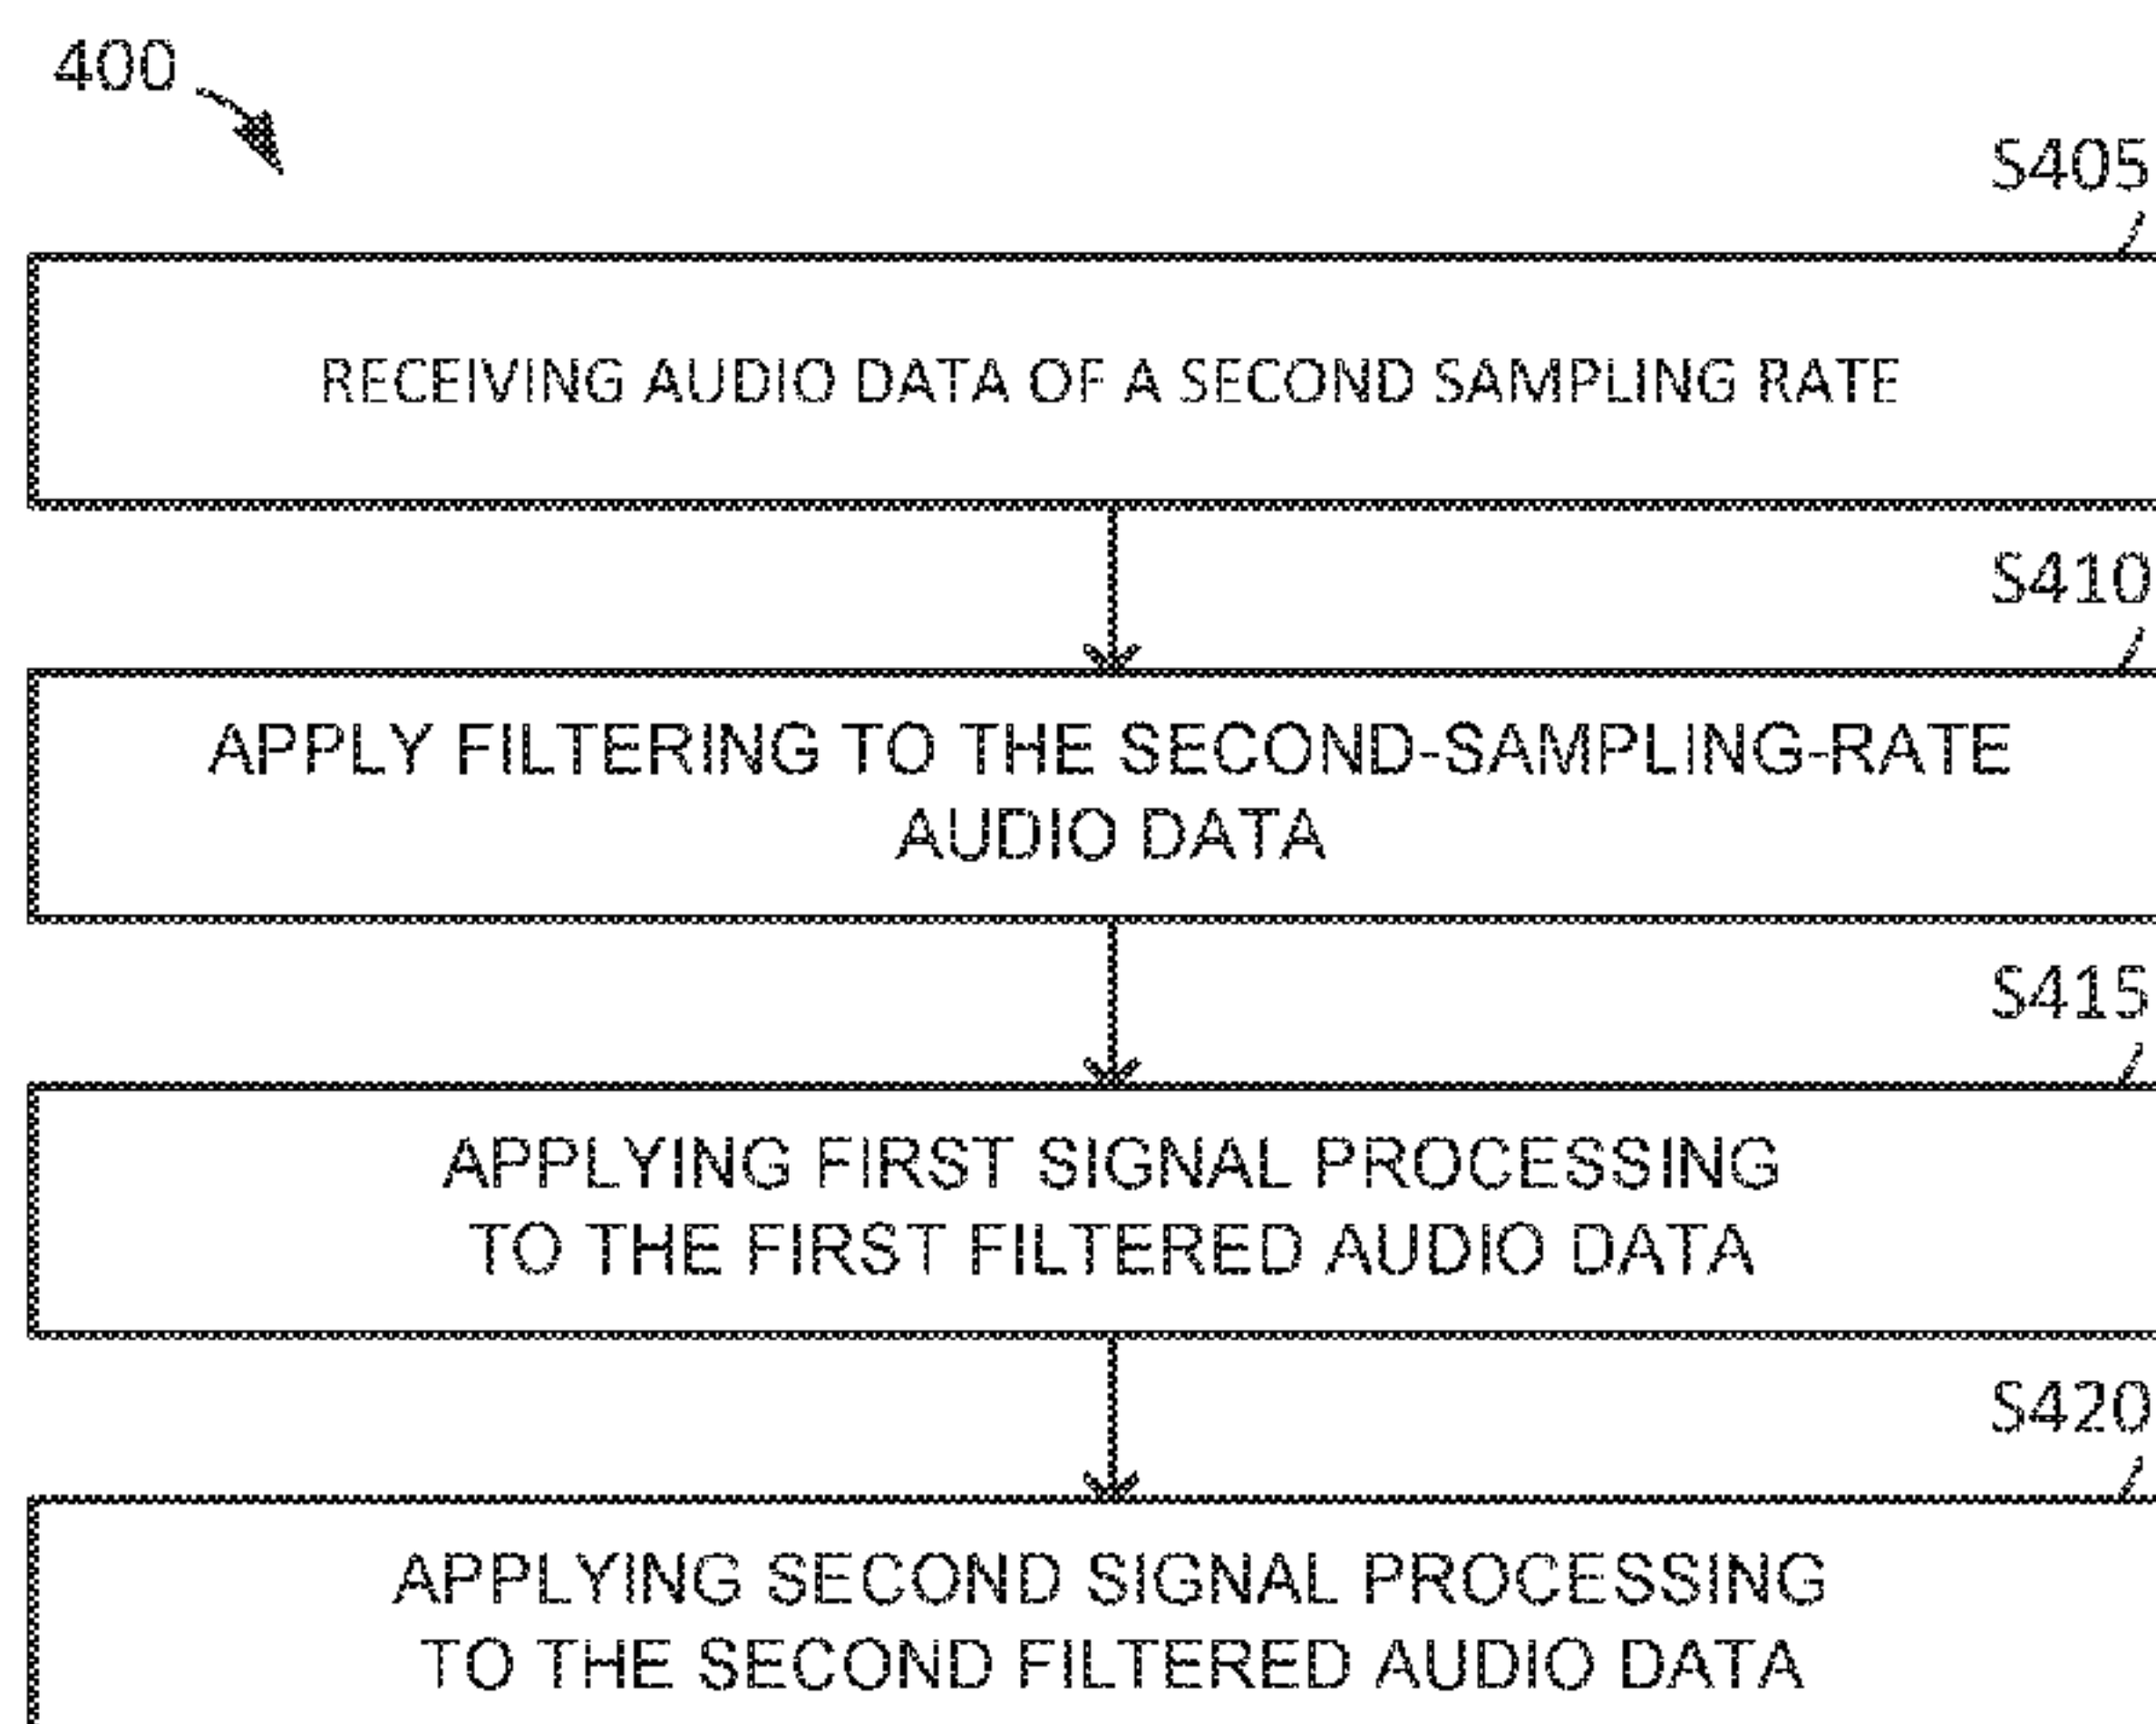 400
S405
RECEIVING AUDIO DATA OF A SECOND SAMPLING RATE
S410
APPLY FILTERING TO THE SECOND-SAMPLING-RATE
AUDIO DATA
S415
APPLYING FIRST SIGNAL PROCESSING
TO THE FIRST FILTERED AUDIO DATA
S420
APPLYING SECOND SIGNAL PROCESSING
TO THE SECOND FILTERED AUDIO DATA